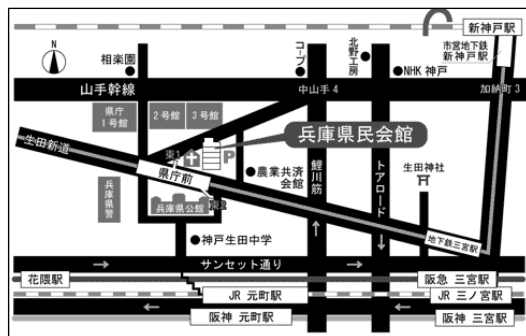 新神戸駅
N
相楽園
コープ
北野工房
市営地下鉄
新神戸駅
NHK 神戸
山手幹線
中山手 4
加納町 3
県庁
1号館
2号館
3号館
兵庫県民会館
生田新道
東1
P
県庁前
農業共済
会館
鯉川筋
トアロード
生田神社
兵庫県警
兵庫県公館
東2
神戸生田中学
地下鉄三宮駅
サンセット通り
花隈駅
阪急 三宮駅
JR 元町駅
JR 三ノ宮駅
阪神 元町駅
阪神 三宮駅